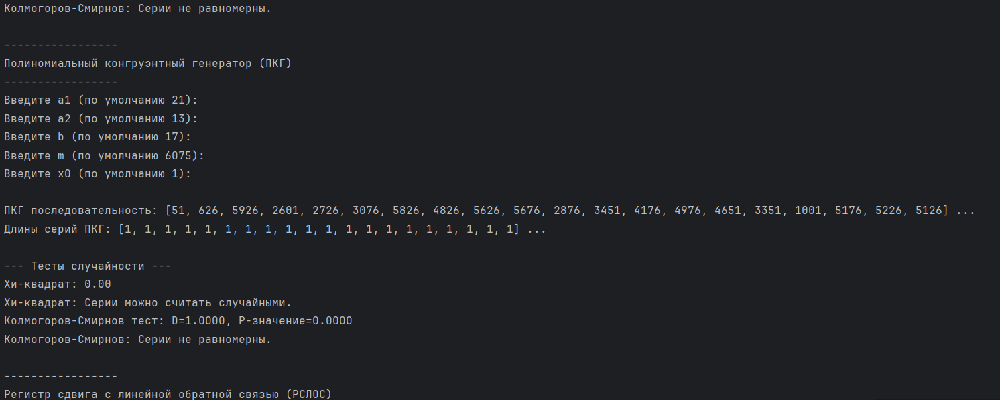 Колмогоров-Смирнов: Серии не равномерны.
-----------------
Полиномиальный конгруэнтный генератор (ПКГ)
-----------------
Введите a1 (по умолчанию 21):
Введите a2 (по умолчанию 13):
Введите b (по умолчанию 17):
Введите m (по умолчанию 6075):
Введите x0 (по умолчанию 1):
ПКГ последовательность: [51, 626, 5926, 2601, 2726, 3076, 5826, 4826, 5626, 5676, 2876, 3451, 4176, 4976, 4651, 3351, 1001, 5176, 5226, 5126] ...
Длины серий ПКГ: [1, 1, 1, 1, 1, 1, 1, 1, 1, 1, 1, 1, 1, 1, 1, 1, 1, 1, 1, 1] ...
--- Тесты случайности ---
Хи-квадрат: 0.00
Хи-квадрат: Серии можно считать случайными.
Колмогоров-Смирнов тест: D=1.0000, P-значение=0.0000
Колмогоров-Смирнов: Серии не равномерны.
-----------------
Регистр сдвига с линейной обратной связью (РСЛОС)